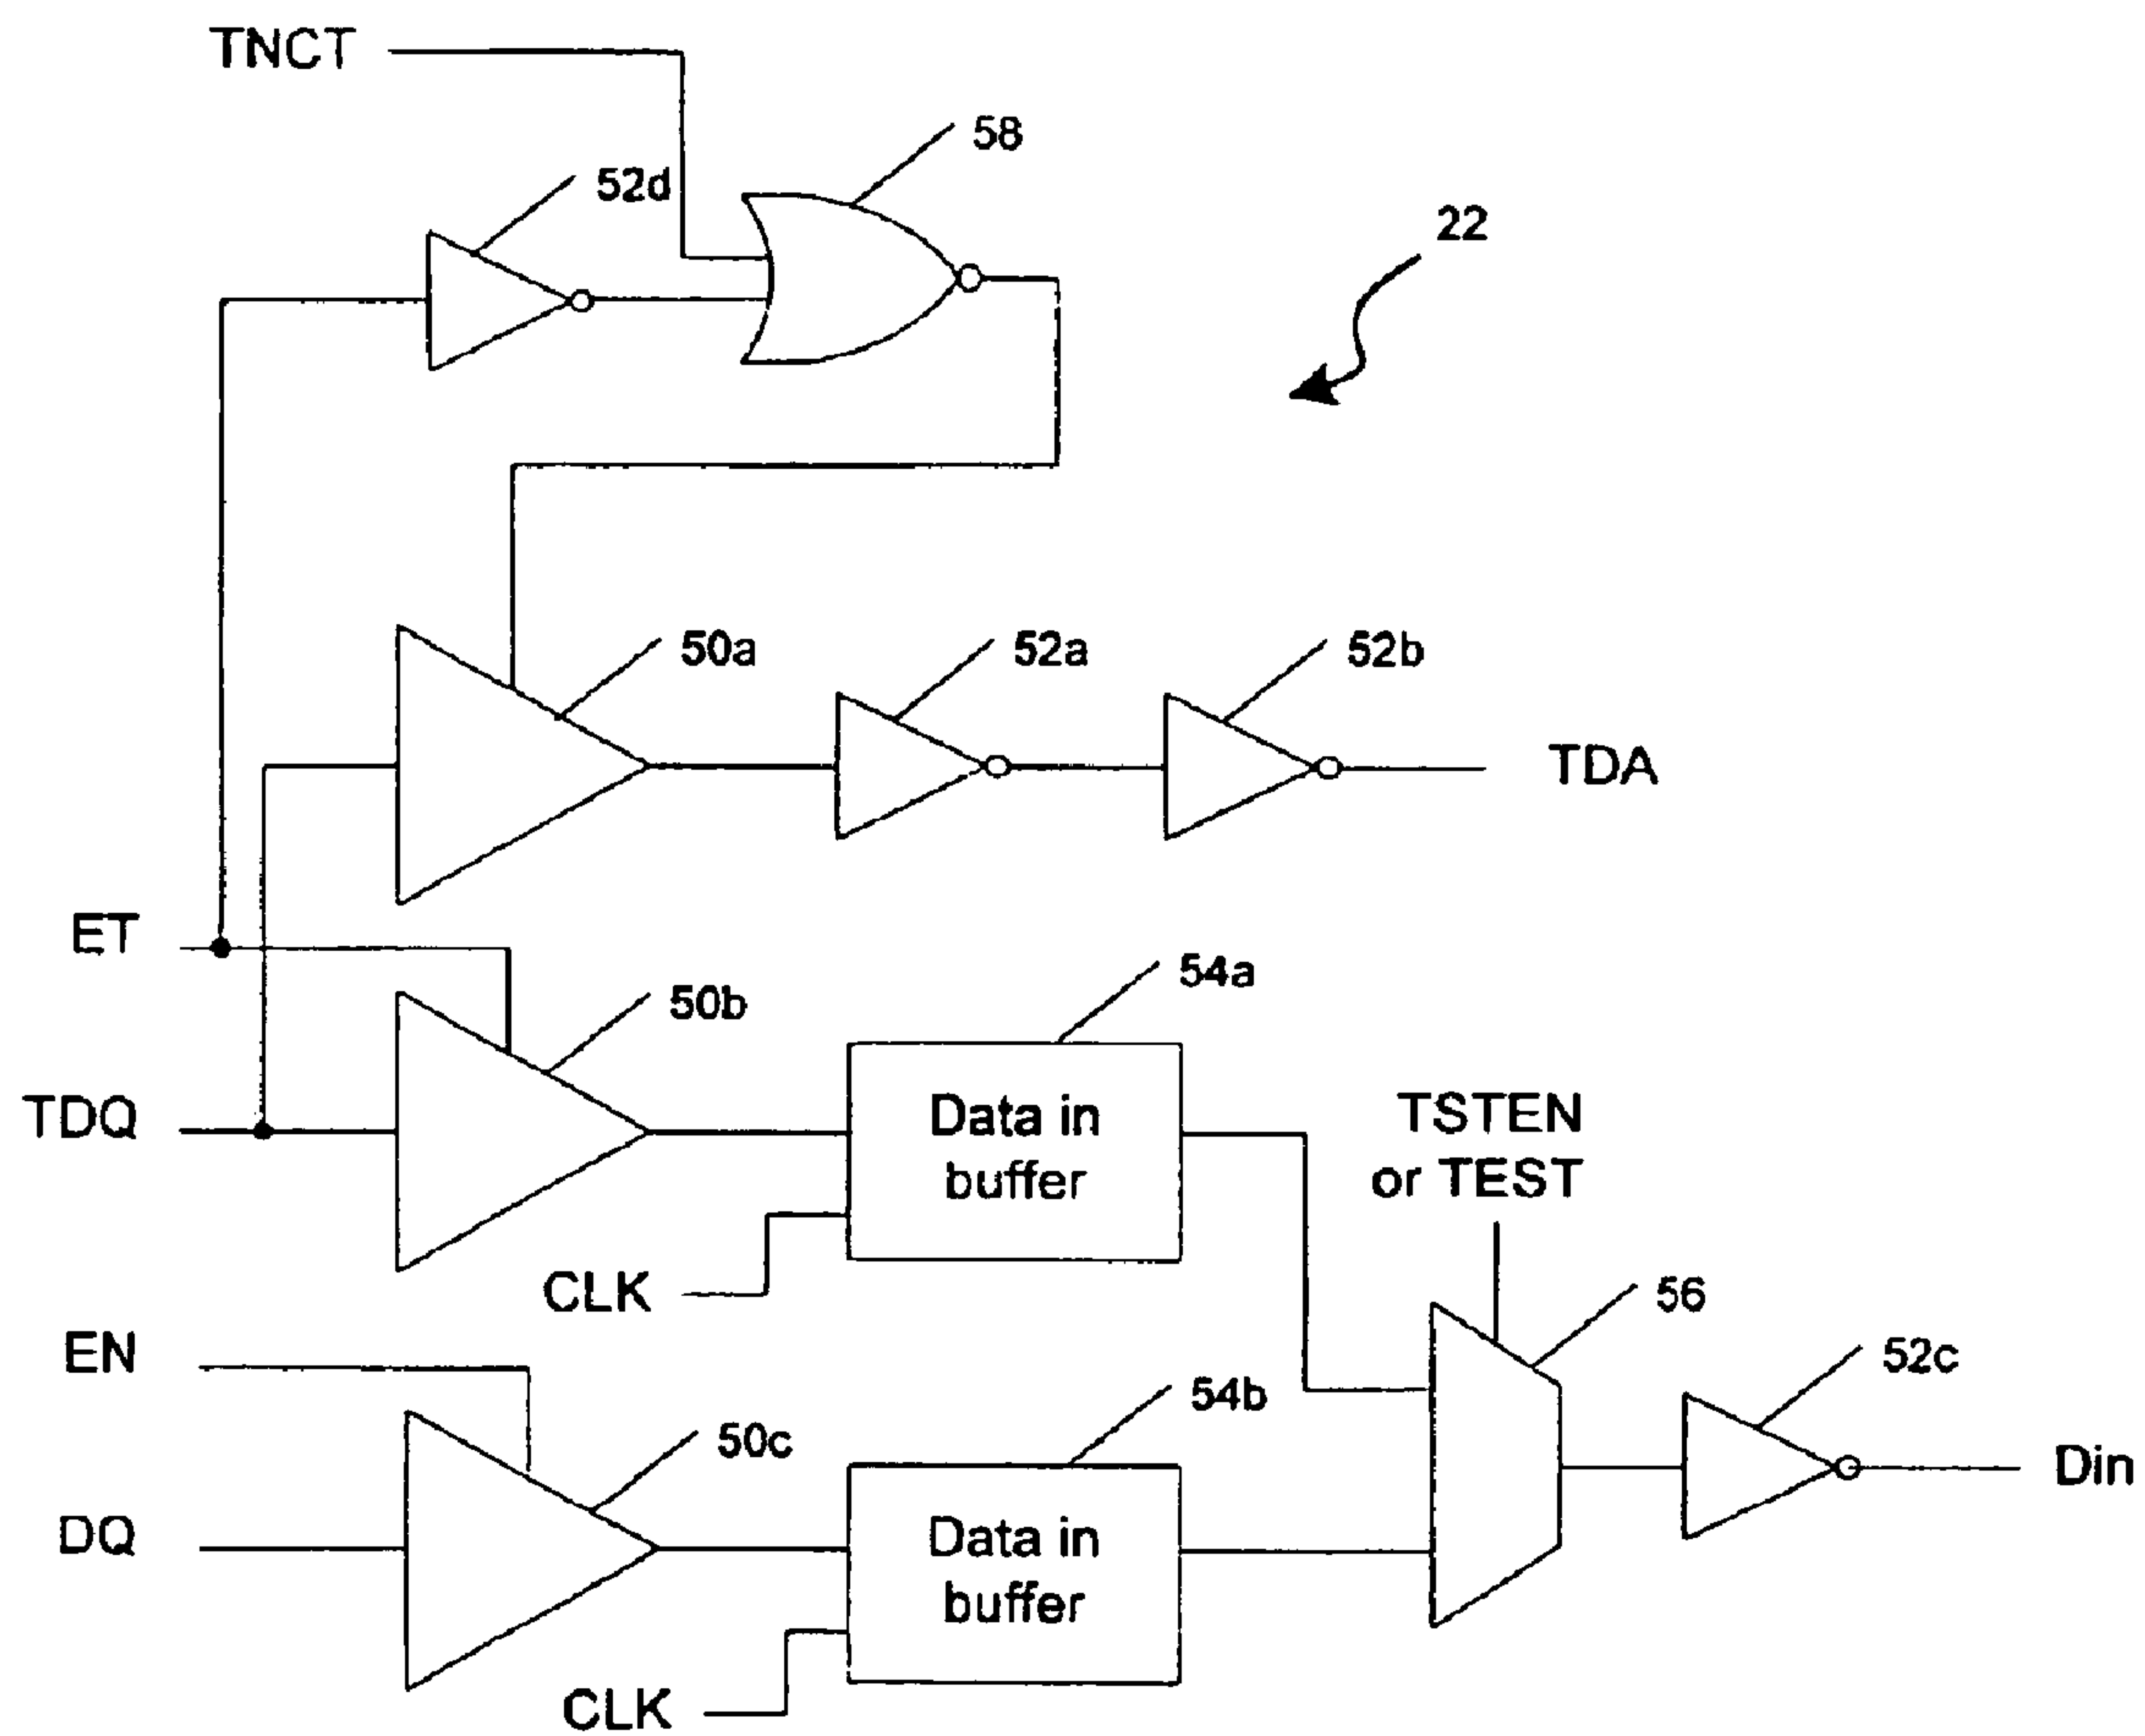 TNCT
58
52d
22
50a
52a
52b
TDA
ET
54a
50b
TDQ
Data in
buffer
TSTEN
or TEST
CLK
56
EN
52c
54b
50c
Din
DQ
Data in
buffer
CLK